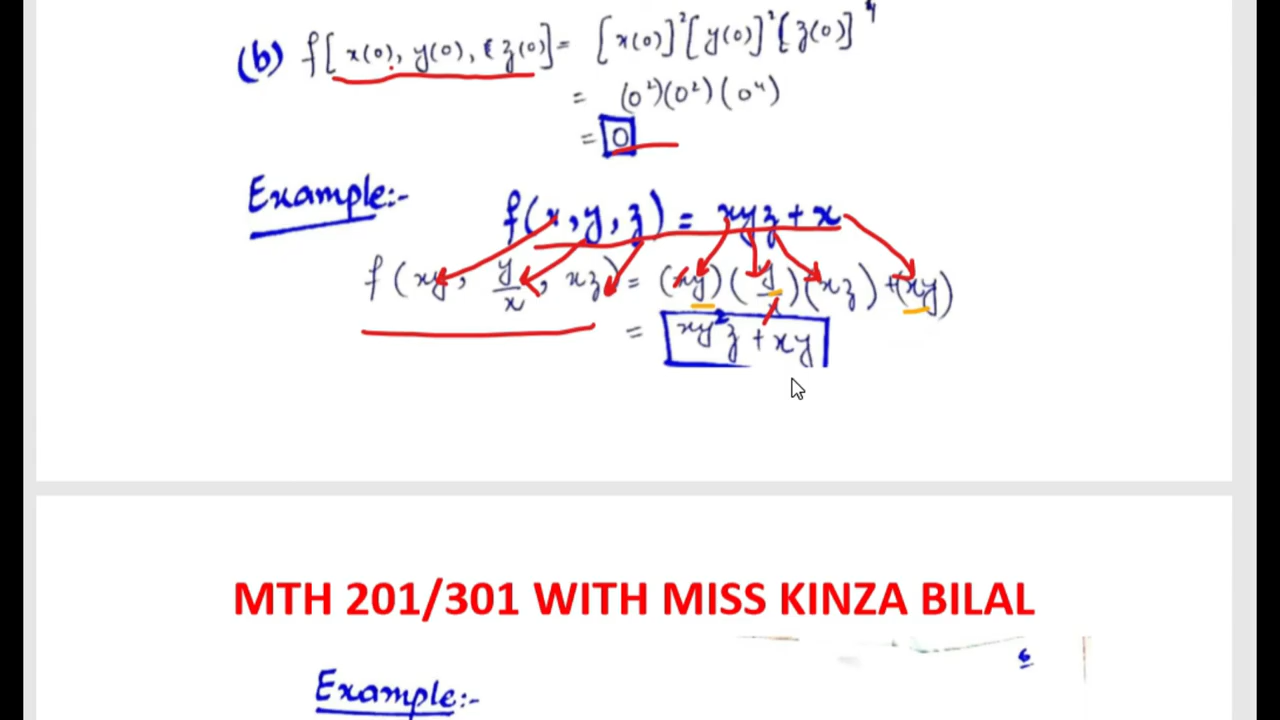 (b) f[x(0), y(0), z(0)] = [x(0)]²[y(0)]²[z(0)]⁴
= (0²)(0²)(0⁴)
= 0
Example:-
f(x, y, z) = xyz + x
f(xy, y/x, xz) = (xy)(y/x)(xz) + (xy)
= xy²z + xy
MTH 201/301 WITH MISS KINZA BILAL
6
Example:-